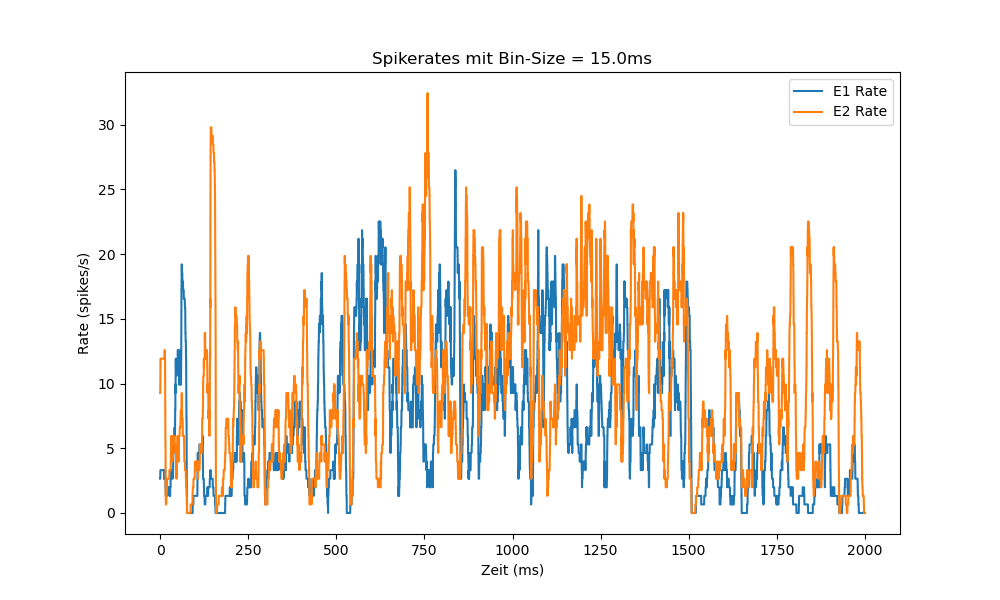 Spikerates mit Bin-Size = 15.0ms
E1 Rate
E2 Rate
Rate (spikes/s)
30
25
20
15
10
5
0
0 250 500 750 1000 1250 1500 1750 2000
Zeit (ms)